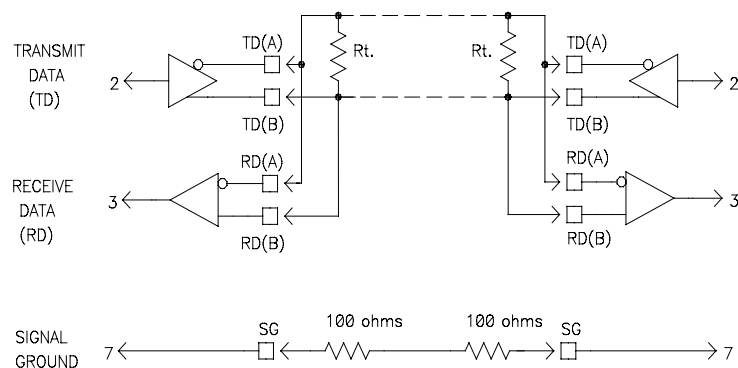 TRANSMIT
DATA
(TD)
2
TD(A)
TD(B)
Rt.
Rt.
TD(A)
TD(B)
2
RECEIVE
DATA
(RD)
3
RD(A)
RD(B)
RD(A)
RD(B)
3
SIGNAL
GROUND
7
SG
100 ohms
100 ohms
SG
7